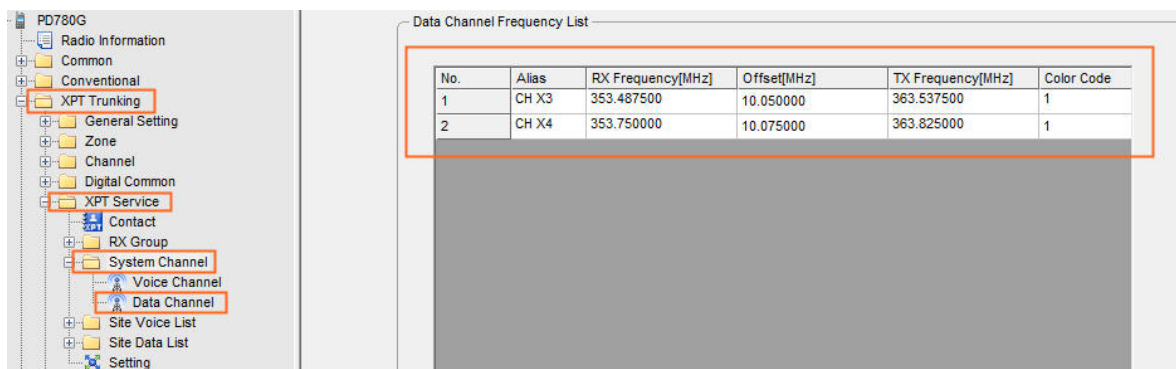 PD780G
Radio Information
Common
Conventional
XPT Trunking
General Setting
Zone
Channel
Digital Common
XPT Service
XPT
Contact
RX Group
System Channel
Voice Channel
Data Channel
Site Voice List
Site Data List
Setting
Data Channel Frequency List
No. Alias RX Frequency[MHz] Offset[MHz] TX Frequency[MHz] Color Code
1 CH X3 353.487500 10.050000 363.537500 1
2 CH X4 353.750000 10.075000 363.825000 1